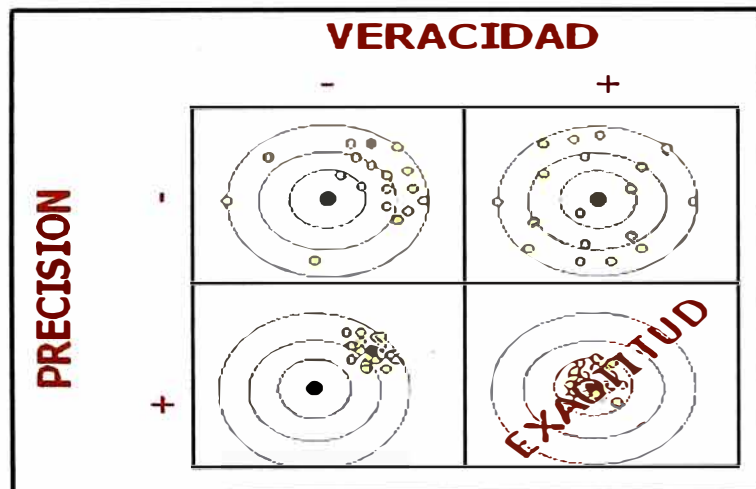 VERACIDAD
- +
PRECISION
-
+
EXACTITUD